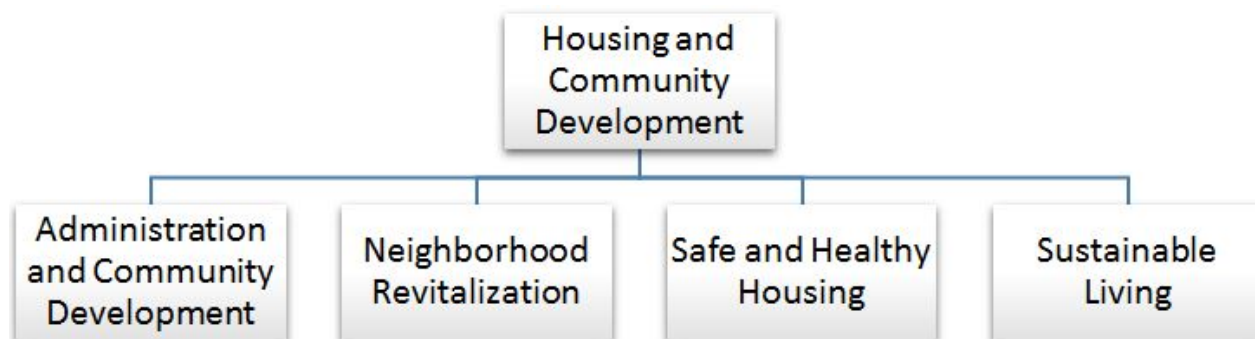 Housing and
Community
Development
Administration
and Community
Development
Neighborhood
Revitalization
Safe and Healthy
Housing
Sustainable
Living